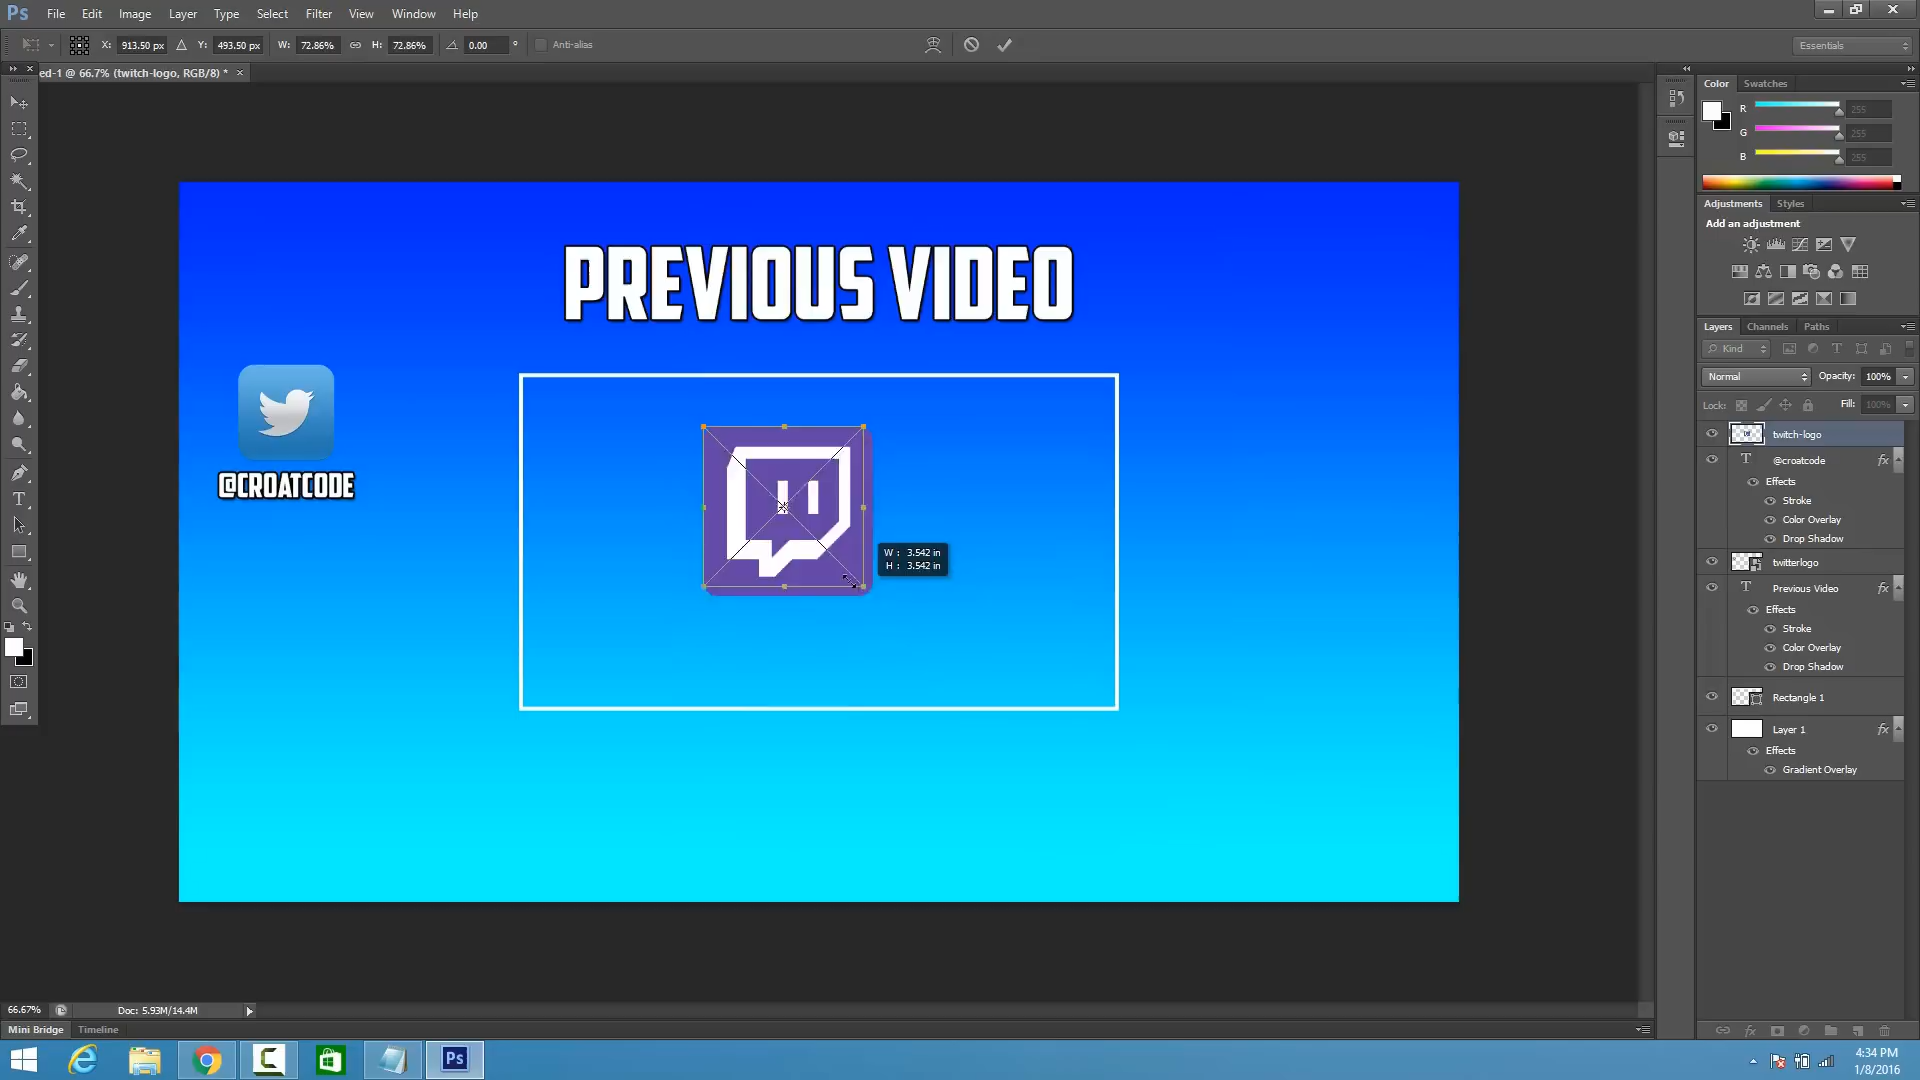 Ps File Edit Image Layer Type Select Filter View Window Help
X: 913.50 px Y: 493.50 px W: 72.86% H: 72.86% 0.00 ° Anti-alias Essentials
ed-1 @ 66.7% (twitch-logo, RGB/8) * ×
Color Swatches
R 255
G 255
B 255
Adjustments Styles
Add an adjustment
PREVIOUS VIDEO
@CROATCODE
W : 3.542 in
H : 3.542 in
Layers Channels Paths
Kind
Normal Opacity: 100%
Lock: Fill: 100%
twitch-logo
T @croatcode fx
Effects
Stroke
Color Overlay
Drop Shadow
twitterlogo
T Previous Video fx
Effects
Stroke
Color Overlay
Drop Shadow
Rectangle 1
Layer 1 fx
Effects
Gradient Overlay
66.67% Doc: 5.93M/14.4M
Mini Bridge Timeline
Ps
4:34 PM
1/8/2016